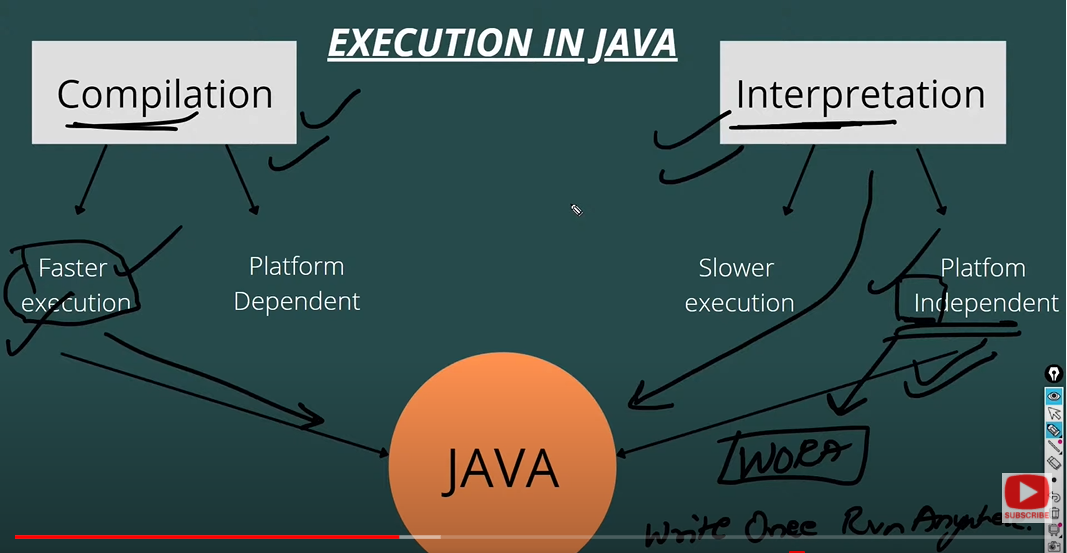 EXECUTION IN JAVA
Compilation
Interpretation
Faster
execution
Platform
Dependent
Slower
execution
Platfom
Independent
JAVA
WORA
Write Once Run Anywhere.
SUBSCRIBE